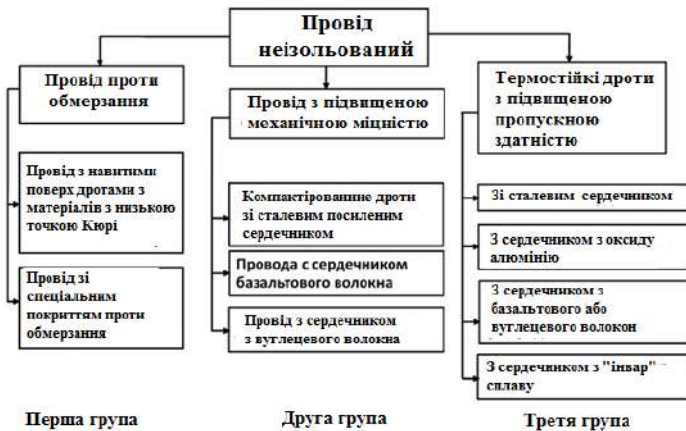 Провід
неізольований
Провід проти
обмерзання
Провід з навитими
поверх дротами з
матеріалів з низькою
точкою Кюрі
Провід зі
спеціальним
покриттям проти
обмерзання
Перша група
Провід з підвищеною
механічною міцністю
Компактированние дроти
зі сталевим посиленим
сердечником
Провода с сердечником
базальтового волокна
Провід з сердечником
з вуглецевого волокна
Друга група
Термостійкі дроти
з підвищеною
пропускною
здатністю
Зі сталевим сердечником
З сердечником з оксиду
алюмінію
З сердечником з
базальтового або
вуглецевого волокон
З сердечником з "інвар"
сплаву
Третя група